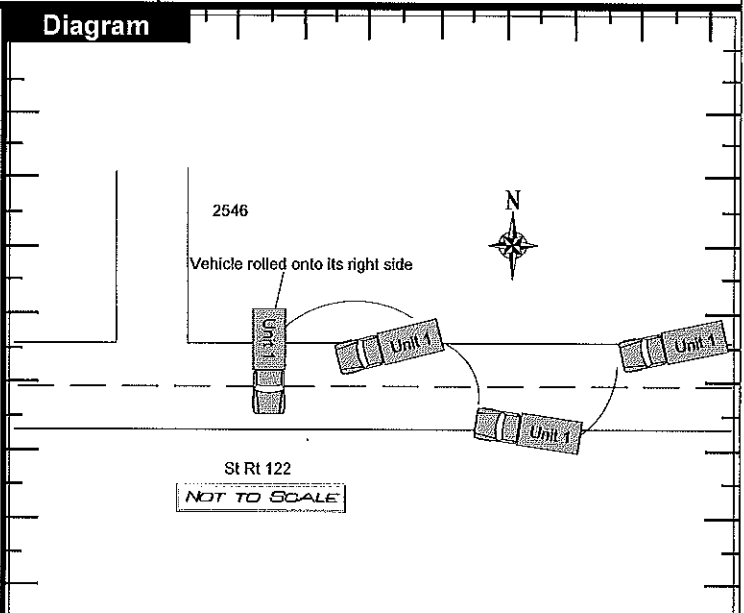 Diagram
N
2546
Vehicle rolled onto its right side
Unit 1
Unit 1
Unit 1
Unit 1
St Rt 122
NOT TO SCALE